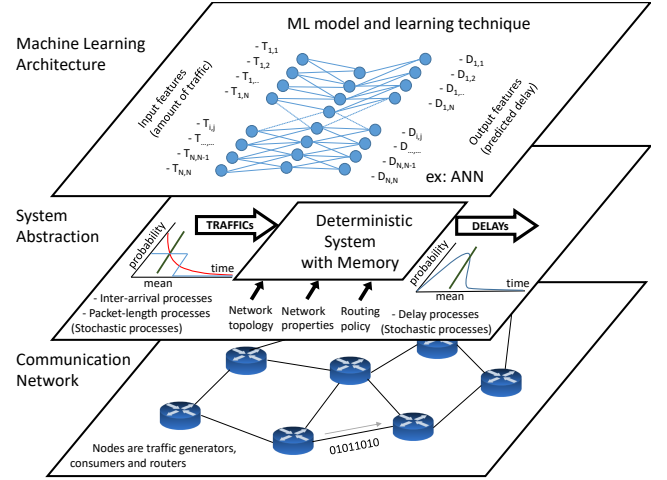 Machine Learning
Architecture
ML model and learning technique
Input features
(amount of traffic)
- T1,1
- T1,2
- T1,..
- T1,N
- Ti,j
- T...,...
- TN,N-1
- TN,N
- D1,1
- D1,2
- D1,..
- D1,N
- Di,j
- D...,...
- DN,N-1
- DN,N
Output features
(predicted delay)
ex: ANN
System
Abstraction
probability
time
mean
- Inter-arrival processes
- Packet-length processes
(Stochastic processes)
TRAFFICs
Deterministic
System
with Memory
DELAYs
Network
topology
Network
properties
Routing
policy
probability
time
mean
- Delay processes
(Stochastic processes)
Communication
Network
01011010
Nodes are traffic generators,
consumers and routers